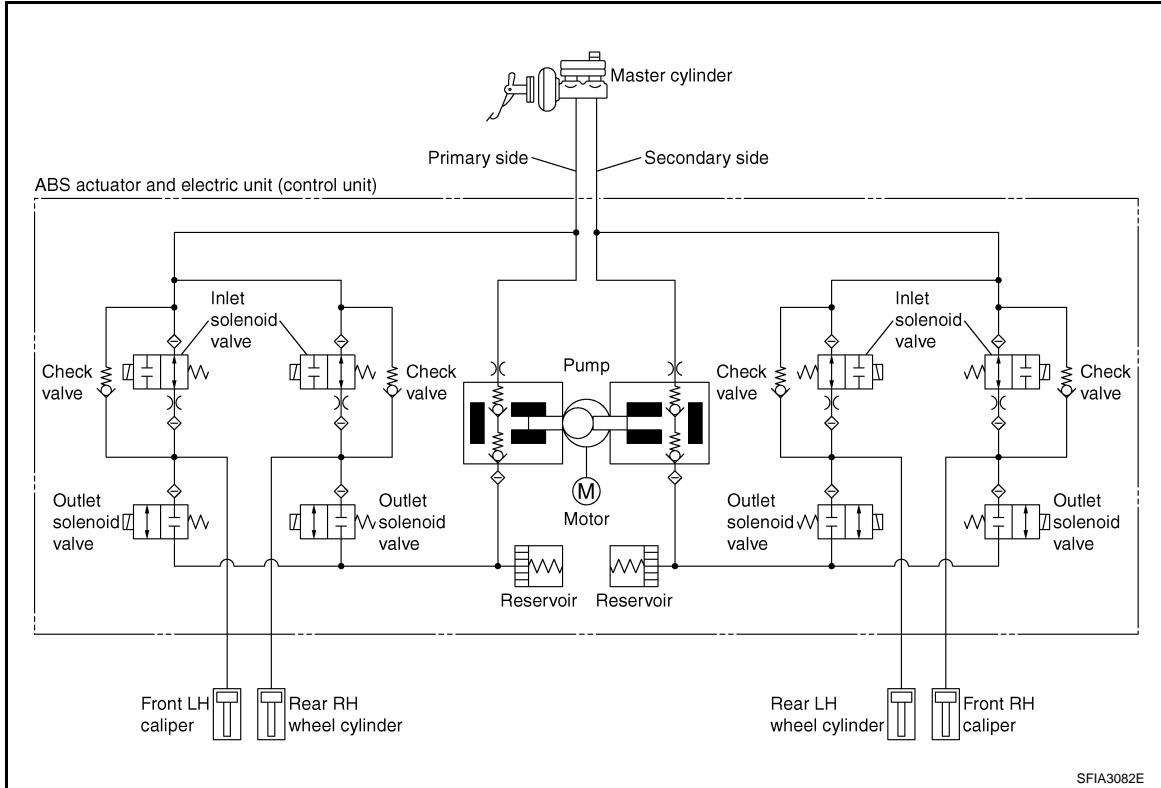 Master cylinder
Primary side
Secondary side
ABS actuator and electric unit (control unit)
Inlet
solenoid
valve
Check
valve
Check
valve
Pump
Inlet
solenoid
valve
Check
valve
Check
valve
M
Motor
Outlet
solenoid
valve
Outlet
solenoid
valve
Outlet
solenoid
valve
Outlet
solenoid
valve
Reservoir
Reservoir
Front LH
caliper
Rear RH
wheel cylinder
Rear LH
wheel cylinder
Front RH
caliper
SFIA3082E